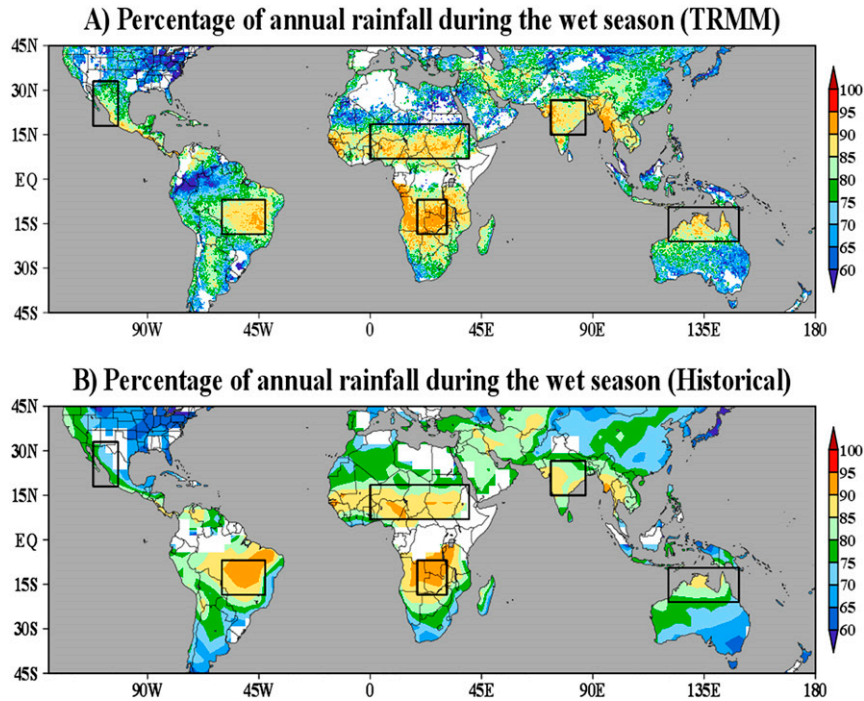 A) Percentage of annual rainfall during the wet season (TRMM)
45N
30N
15N
EQ
15S
30S
45S
90W 45W 0 45E 90E 135E 180
100
95
90
85
80
75
70
65
60
B) Percentage of annual rainfall during the wet season (Historical)
45N
30N
15N
EQ
15S
30S
45S
90W 45W 0 45E 90E 135E 180
100
95
90
85
80
75
70
65
60